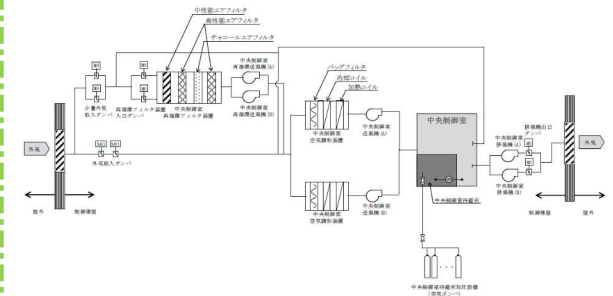 中性能エアフィルタ
高性能エアフィルタ
チャコールエアフィルタ
バッグフィルタ
冷却コイル
加熱コイル
中央制御室
再循環送風機(A)
中央制御室
再循環送風機(B)
少量外気
取入ダンパ
再循環フィルタ装置
入口ダンパ
中央制御室
再循環フィルタ装置
外気
MO
MO
外気取入ダンパ
中央制御室
空気調和装置
中央制御室
送風機(A)
中央制御室
空気調和装置
中央制御室
送風機(B)
中央制御室
中央制御室待避所
中央制御室
排風機(A)
排風機出口
ダンパ
中央制御室
排風機(B)
外気
屋外
制御建屋
制御建屋
屋外
中央制御室待避所加圧設備
(空気ボンベ)